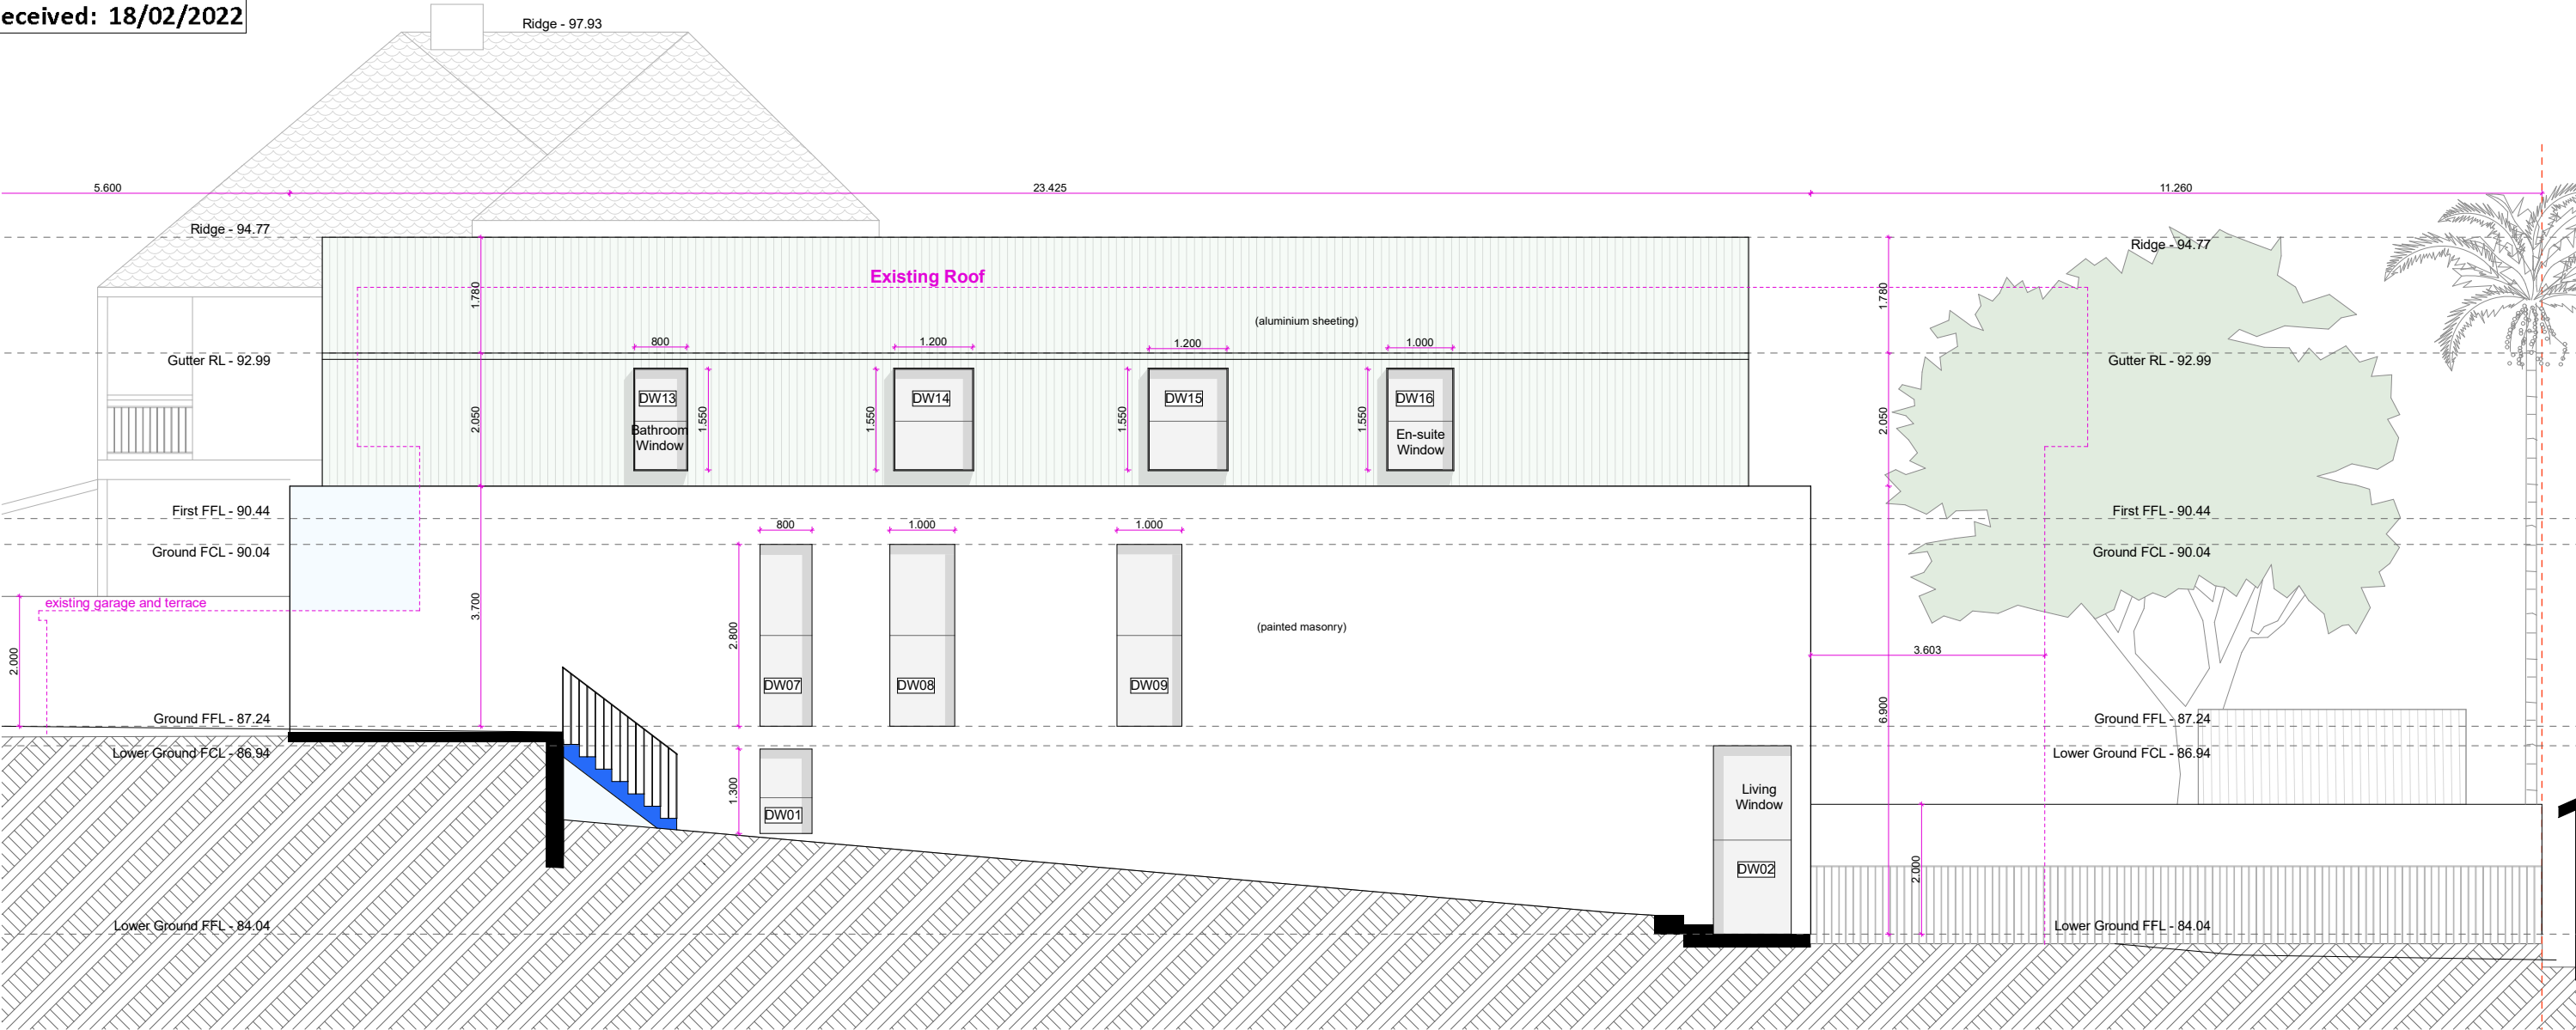 eceived: 18/02/2022
Ridge - 97.93
5.600
23.425
11.260
Ridge - 94.77
Ridge - 94.77
Existing Roof
1.780
1.780
(aluminium sheeting)
800
1.200
1.200
1.000
Gutter RL - 92.99
Gutter RL - 92.99
DW13
DW14
DW15
DW16
2.050
1.550
1.550
1.550
1.550
2.050
Bathroom
Window
En-suite
Window
First FFL - 90.44
First FFL - 90.44
800
1.000
1.000
Ground FCL - 90.04
Ground FCL - 90.04
existing garage and terrace
3.700
2.800
(painted masonry)
2.000
3.603
DW07
DW08
DW09
Ground FFL - 87.24
Ground FFL - 87.24
6.900
Lower Ground FCL - 86.94
Lower Ground FCL - 86.94
1.300
DW01
Living
Window
DW02
2.000
Lower Ground FFL - 84.04
Lower Ground FFL - 84.04